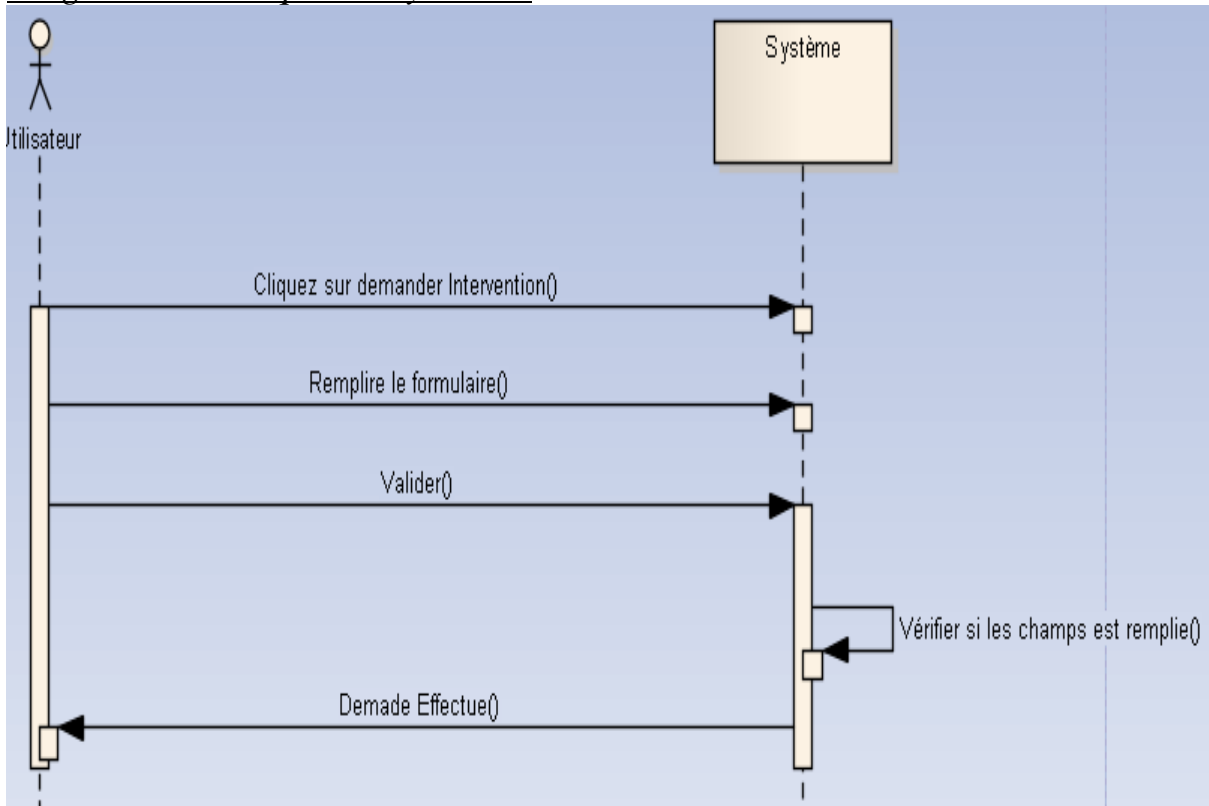 Système
Utilisateur
Cliquez sur demander Intervention()
Remplire le formulaire()
Valider()
Vérifier si les champs est remplie()
Demade Effectue()